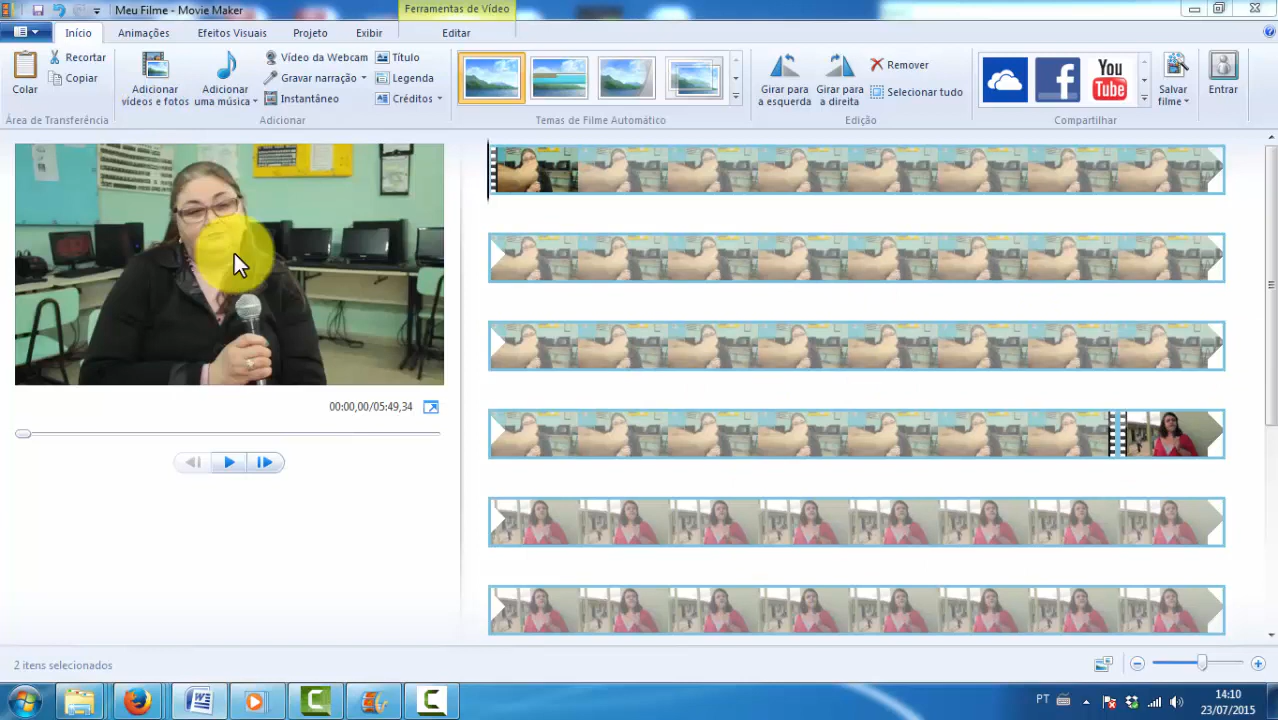 Meu Filme - Movie Maker
Ferramentas de Vídeo
Início
Animações
Efeitos Visuais
Projeto
Exibir
Editar
Colar
Recortar
Copiar
Área de Transferência
Adicionar vídeos e fotos
Adicionar uma música
Vídeo da Webcam
Gravar narração
Instantâneo
Título
Legenda
Créditos
Adicionar
Temas de Filme Automático
Girar para a esquerda
Girar para a direita
Remover
Selecionar tudo
Edição
You
Tube
Compartilhar
Salvar filme
Entrar
00:00,00/05:49,34
2 itens selecionados
PT
14:10
23/07/2015